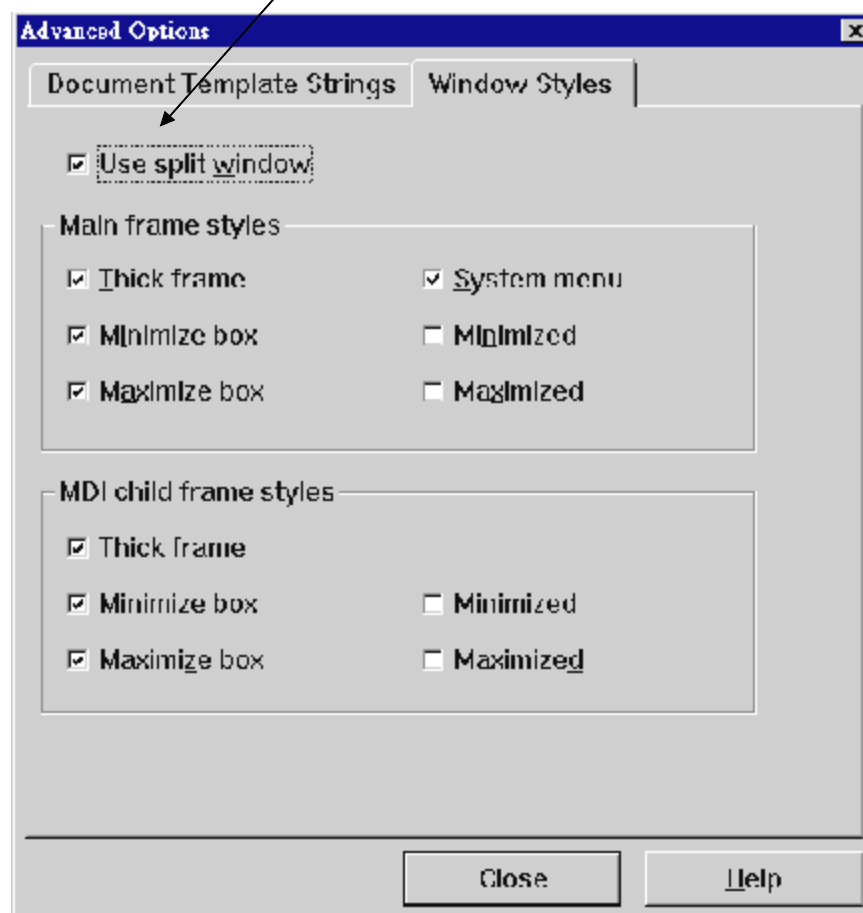 Advanced Options
Document Template Strings
Window Styles
Use split window
Main frame styles
Thick frame
System menu
Minimize box
Minimized
Maximize box
Maximized
MDI child frame styles
Thick frame
Minimize box
Minimized
Maximize box
Maximized
Close
Help